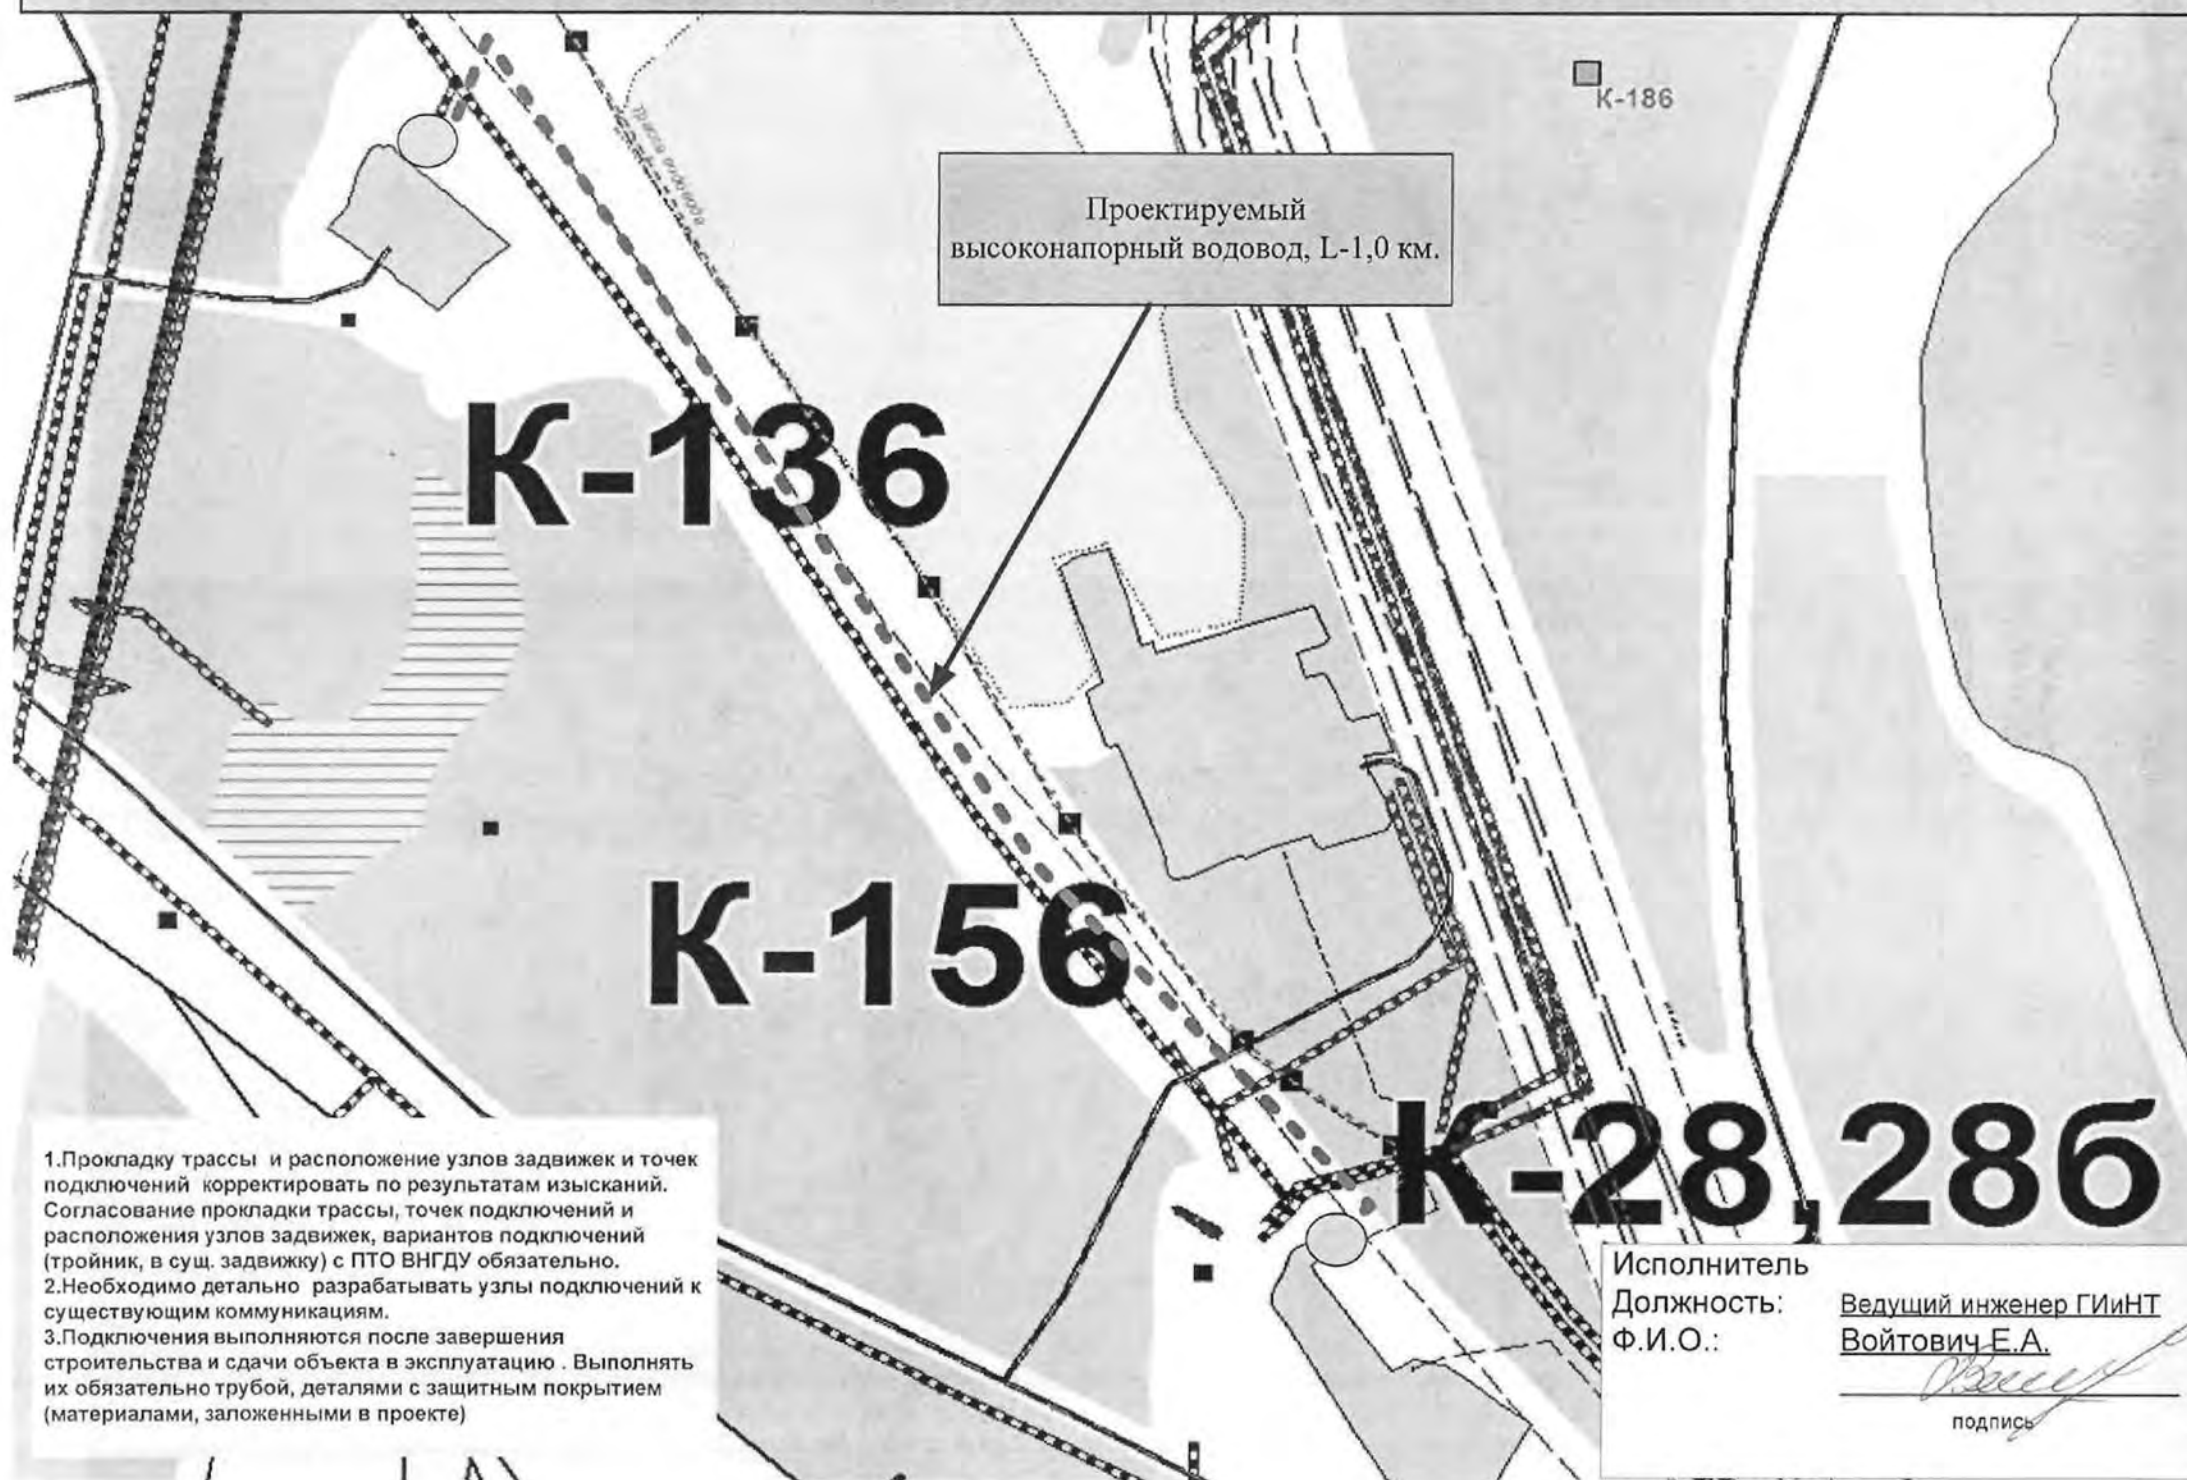 К-186
Трасса водовода
Проектируемый
высоконапорный водовод, L-1,0 км.
К-136
К-156
К-28,28б
1.Прокладку трассы и расположение узлов задвижек и точек
подключений корректировать по результатам изысканий.
Согласование прокладки трассы, точек подключений и
расположения узлов задвижек, вариантов подключений
(тройник, в сущ. задвижку) с ПТО ВНГДУ обязательно.
2.Необходимо детально разрабатывать узлы подключений к
существующим коммуникациям.
3.Подключения выполняются после завершения
строительства и сдачи объекта в эксплуатацию . Выполнять
их обязательно трубой, деталями с защитным покрытием
(материалами, заложенными в проекте)
Исполнитель
Должность: Ведущий инженер ГИиНТ
Ф.И.О.: Войтович Е.А.
подпись